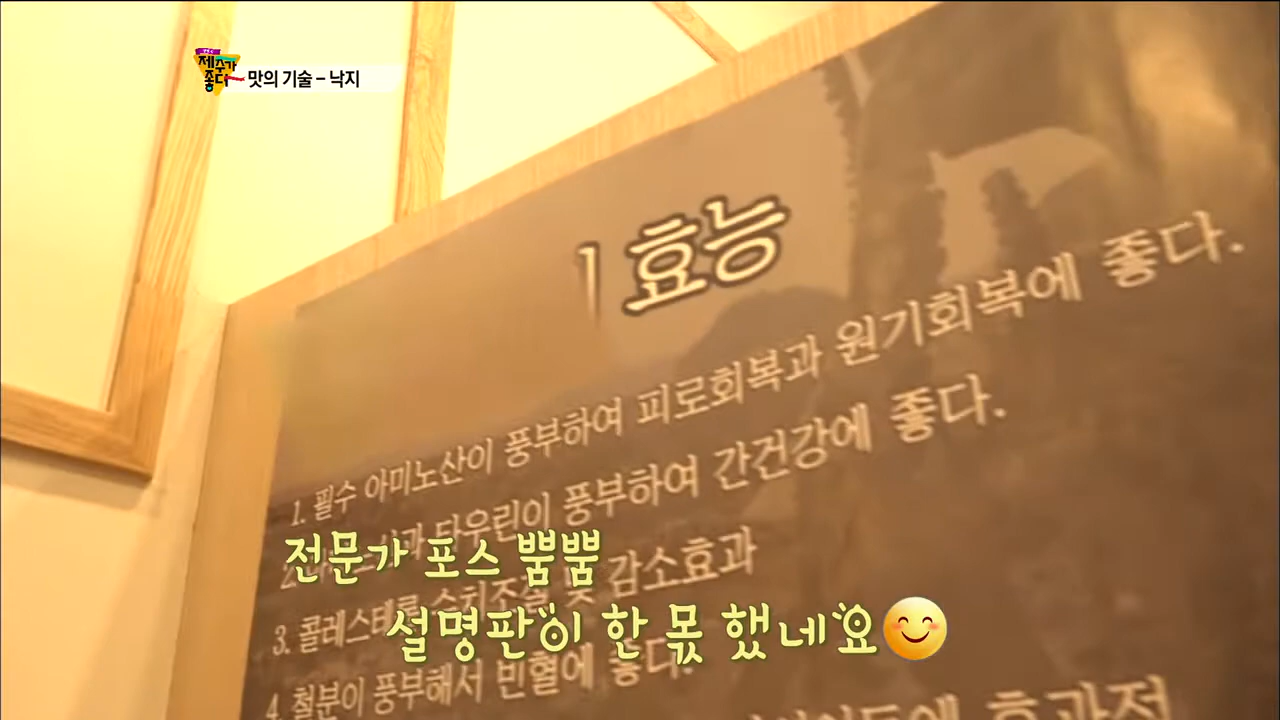 제주가
좋다
맛의 기술 – 낙지
효능
1. 필수 아미노산이 풍부하여 피로회복과 원기회복에 좋다.
2. 타우린이 풍부하여 간건강에 좋다.
3. 콜레스테롤 수치조절 및 감소효과
4. 철분이 풍부해서 빈혈에 좋다.
효과적
전문가 포스 뿜뿜
설명판이 한 몫 했네요